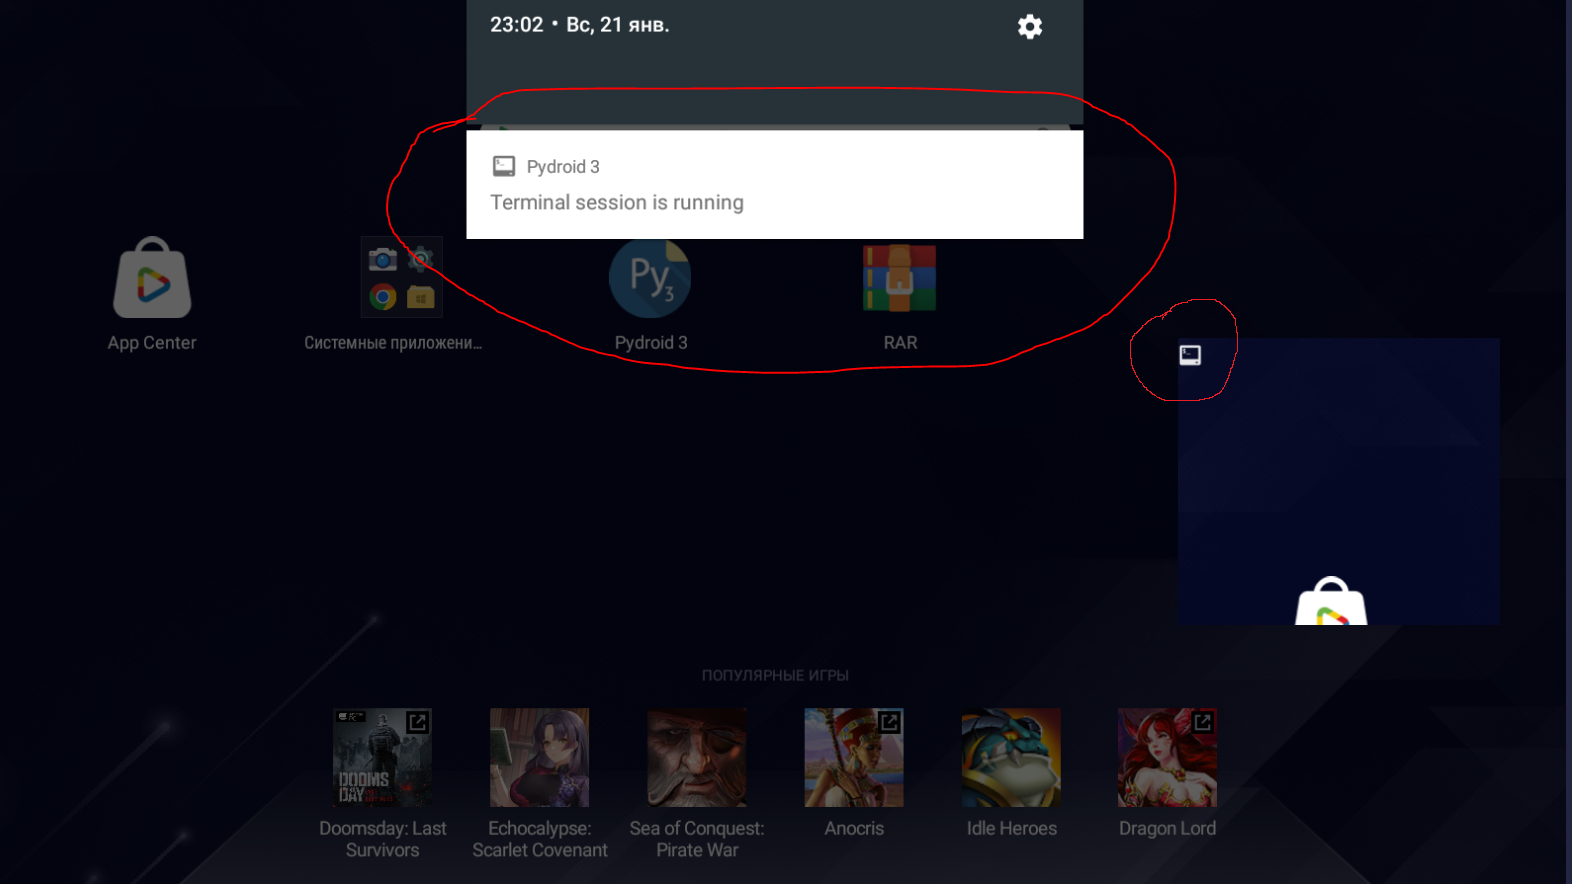 23:02 • Вс, 21 янв.
Pydroid 3
Terminal session is running
Py3
App Center
Системные приложени...
Pydroid 3
RAR
ПОПУЛЯРНЫЕ ИГРЫ
DOOMS
DAY
Doomsday: Last
Survivors
Echocalypse:
Scarlet Covenant
Sea of Conquest:
Pirate War
Anocris
Idle Heroes
Dragon Lord